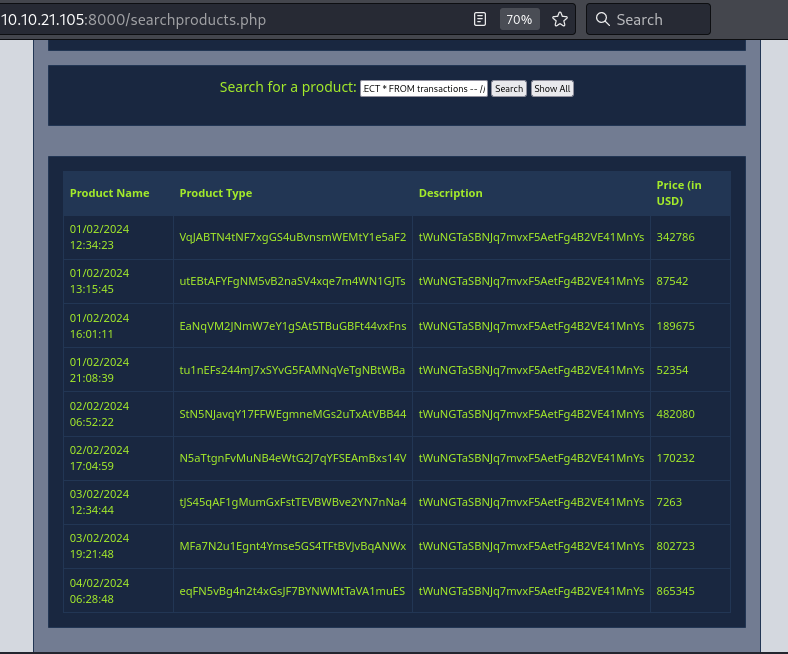 10.10.21.105:8000/searchproducts.php 70% Search
Search for a product: ECT * FROM transactions -- // Search Show All
Product Name Product Type Description Price (in
USD)
01/02/2024
12:34:23 VqJABTN4tNF7xgGS4uBvnsmWEMtY1e5aF2 tWuNGTaSBNJq7mvxF5AetFg4B2VE41MnYs 342786
01/02/2024
13:15:45 utEBtAFYFgNM5vB2naSV4xqe7m4WN1GJTs tWuNGTaSBNJq7mvxF5AetFg4B2VE41MnYs 87542
01/02/2024
16:01:11 EaNqVM2JNmW7eY1gSAt5TBuGBFt44vxFns tWuNGTaSBNJq7mvxF5AetFg4B2VE41MnYs 189675
01/02/2024
21:08:39 tu1nEFs244mJ7xSYvG5FAMNqVeTgNBtWBa tWuNGTaSBNJq7mvxF5AetFg4B2VE41MnYs 52354
02/02/2024
06:52:22 StN5NJavqY17FFWEgmneMGs2uTxAtVBB44 tWuNGTaSBNJq7mvxF5AetFg4B2VE41MnYs 482080
02/02/2024
17:04:59 N5aTtgnFvMuNB4eWtG2J7qYFSEAmBxs14V tWuNGTaSBNJq7mvxF5AetFg4B2VE41MnYs 170232
03/02/2024
12:34:44 tJS45qAF1gMumGxFstTEVBWBve2YN7nNa4 tWuNGTaSBNJq7mvxF5AetFg4B2VE41MnYs 7263
03/02/2024
19:21:48 MFa7N2u1Egnt4Ymse5GS4TFtBVJvBqANWx tWuNGTaSBNJq7mvxF5AetFg4B2VE41MnYs 802723
04/02/2024
06:28:48 eqFN5vBg4n2t4xGsJF7BYNWMtTaVA1muES tWuNGTaSBNJq7mvxF5AetFg4B2VE41MnYs 865345